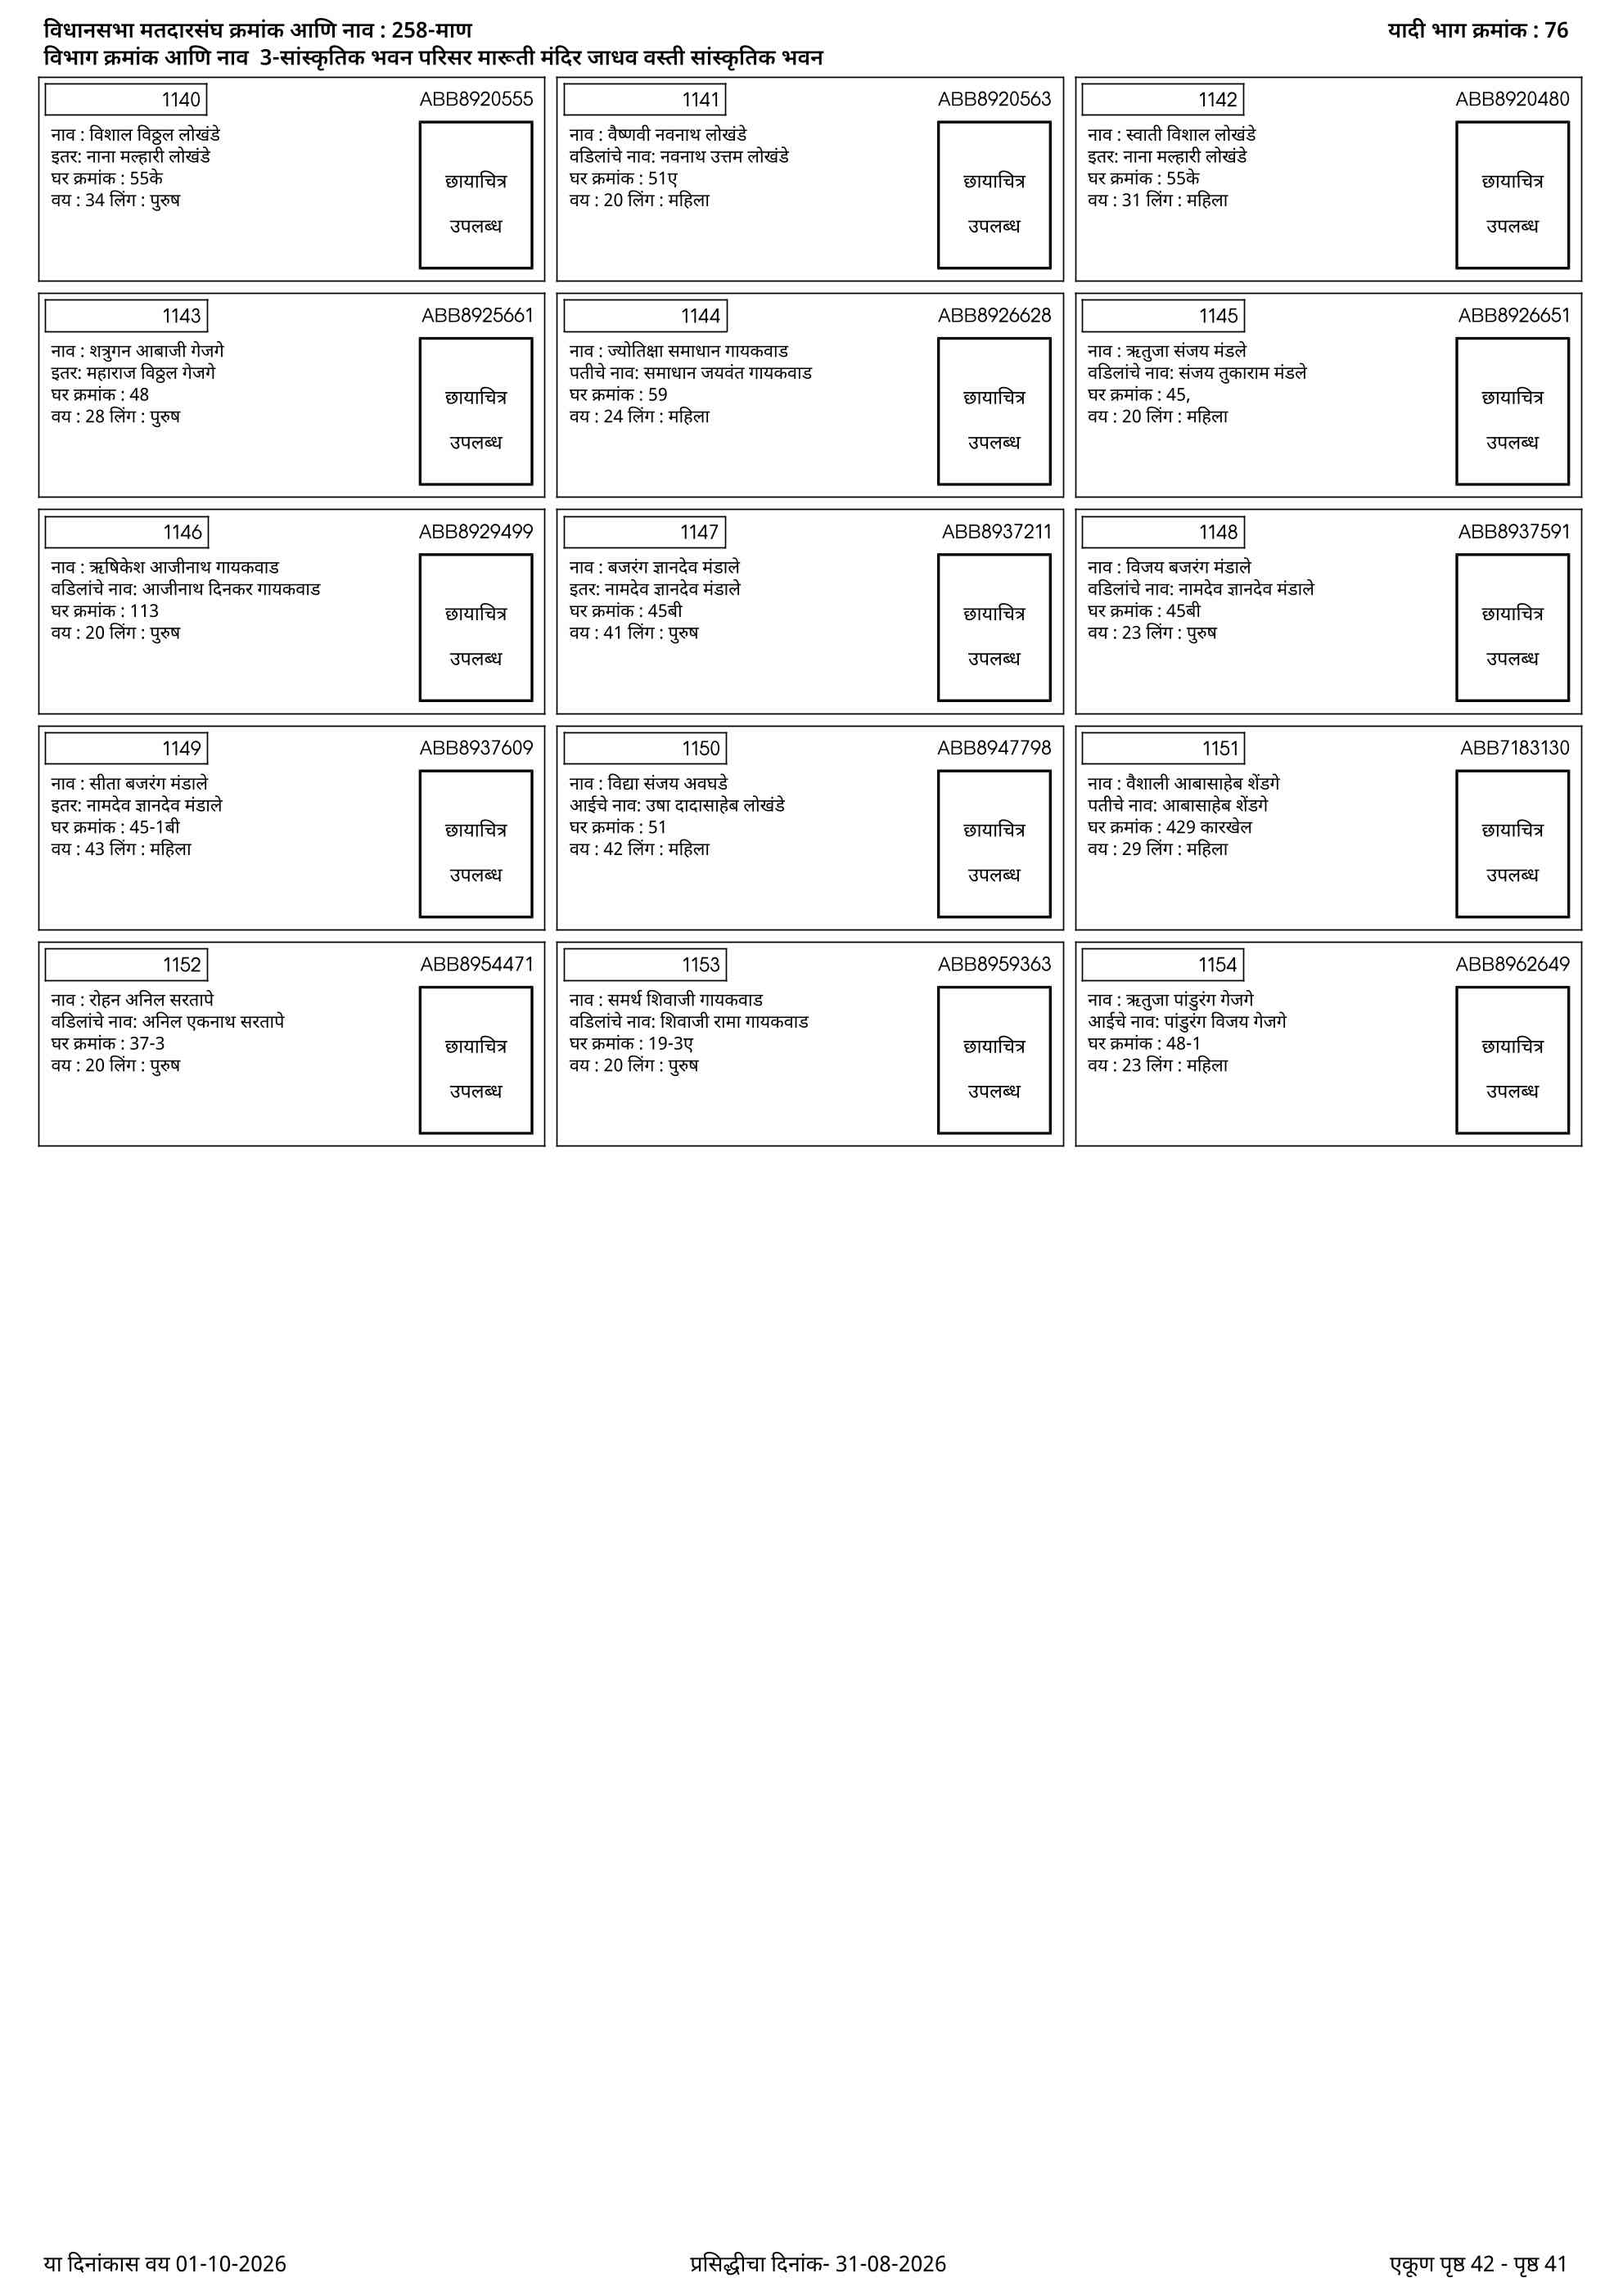 विधानसभा मतदारसंघ क्रमांक आणि नाव : 258-माण
यादी भाग क्रमांक : 76
विभाग क्रमांक आणि नाव 3-सांस्कृतिक भवन परिसर मारूती मंदिर जाधव वस्ती सांस्कृतिक भवन
1140 ABB8920555
नाव : विशाल विठ्ठल लोखंडे
इतर: नाना मल्हारी लोखंडे
घर क्रमांक : 55के
वय : 34 लिंग : पुरुष
छायाचित्र
उपलब्ध
1141 ABB8920563
नाव : वैष्णवी नवनाथ लोखंडे
वडिलांचे नाव: नवनाथ उत्तम लोखंडे
घर क्रमांक : 51ए
वय : 20 लिंग : महिला
छायाचित्र
उपलब्ध
1142 ABB8920480
नाव : स्वाती विशाल लोखंडे
इतर: नाना मल्हारी लोखंडे
घर क्रमांक : 55के
वय : 31 लिंग : महिला
छायाचित्र
उपलब्ध
1143 ABB8925661
नाव : शत्रुगन आबाजी गेजगे
इतर: महाराज विठ्ठल गेजगे
घर क्रमांक : 48
वय : 28 लिंग : पुरुष
छायाचित्र
उपलब्ध
1144 ABB8926628
नाव : ज्योतिक्षा समाधान गायकवाड
पतीचे नाव: समाधान जयवंत गायकवाड
घर क्रमांक : 59
वय : 24 लिंग : महिला
छायाचित्र
उपलब्ध
1145 ABB8926651
नाव : ऋतुजा संजय मंडले
वडिलांचे नाव: संजय तुकाराम मंडले
घर क्रमांक : 45,
वय : 20 लिंग : महिला
छायाचित्र
उपलब्ध
1146 ABB8929499
नाव : ऋषिकेश आजीनाथ गायकवाड
वडिलांचे नाव: आजीनाथ दिनकर गायकवाड
घर क्रमांक : 113
वय : 20 लिंग : पुरुष
छायाचित्र
उपलब्ध
1147 ABB8937211
नाव : बजरंग ज्ञानदेव मंडाले
इतर: नामदेव ज्ञानदेव मंडाले
घर क्रमांक : 45बी
वय : 41 लिंग : पुरुष
छायाचित्र
उपलब्ध
1148 ABB8937591
नाव : विजय बजरंग मंडाले
वडिलांचे नाव: नामदेव ज्ञानदेव मंडाले
घर क्रमांक : 45बी
वय : 23 लिंग : पुरुष
छायाचित्र
उपलब्ध
1149 ABB8937609
नाव : सीता बजरंग मंडाले
इतर: नामदेव ज्ञानदेव मंडाले
घर क्रमांक : 45-1बी
वय : 43 लिंग : महिला
छायाचित्र
उपलब्ध
1150 ABB8947798
नाव : विद्या संजय अवघडे
आईचे नाव: उषा दादासाहेब लोखंडे
घर क्रमांक : 51
वय : 42 लिंग : महिला
छायाचित्र
उपलब्ध
1151 ABB7183130
नाव : वैशाली आबासाहेब शेंडगे
पतीचे नाव: आबासाहेब शेंडगे
घर क्रमांक : 429 कारखेल
वय : 29 लिंग : महिला
छायाचित्र
उपलब्ध
1152 ABB8954471
नाव : रोहन अनिल सरतापे
वडिलांचे नाव: अनिल एकनाथ सरतापे
घर क्रमांक : 37-3
वय : 20 लिंग : पुरुष
छायाचित्र
उपलब्ध
1153 ABB8959363
नाव : समर्थ शिवाजी गायकवाड
वडिलांचे नाव: शिवाजी रामा गायकवाड
घर क्रमांक : 19-3ए
वय : 20 लिंग : पुरुष
छायाचित्र
उपलब्ध
1154 ABB8962649
नाव : ऋतुजा पांडुरंग गेजगे
आईचे नाव: पांडुरंग विजय गेजगे
घर क्रमांक : 48-1
वय : 23 लिंग : महिला
छायाचित्र
उपलब्ध
या दिनांकास वय 01-10-2026
प्रसिद्धीचा दिनांक- 31-08-2026
एकूण पृष्ठ 42 - पृष्ठ 41